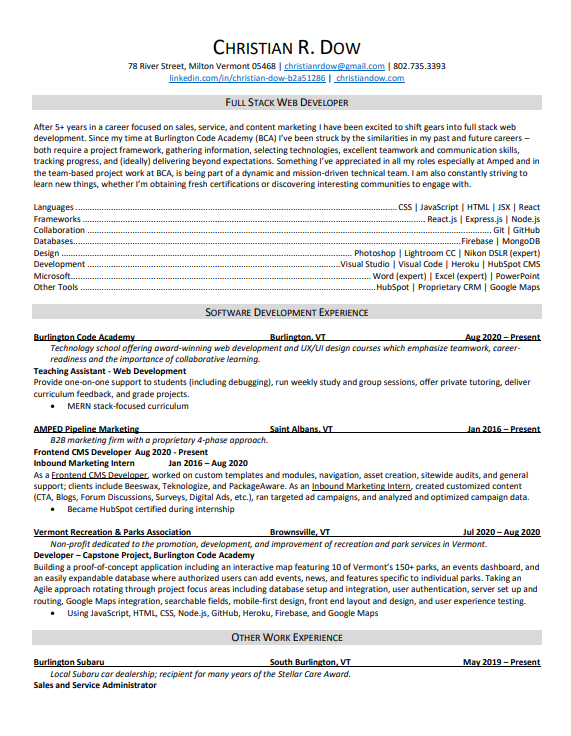 CHRISTIAN R. DOW
78 River Street, Milton Vermont 05468 | christianrdow@gmail.com | 802.735.3393
linkedin.com/in/christian-dow-b2a51286 | christiandow.com
FULL STACK WEB DEVELOPER
After 5+ years in a career focused on sales, service, and content marketing I have been excited to shift gears into full stack web
development. Since my time at Burlington Code Academy (BCA) I've been struck by the similarities in my past and future careers –
both require a project framework, gathering information, selecting technologies, excellent teamwork and communication skills,
tracking progress, and (ideally) delivering beyond expectations. Something I've appreciated in all my roles especially at Amped and in
the team-based project work at BCA, is being part of a dynamic and mission-driven technical team. I am also constantly striving to
learn new things, whether I'm obtaining fresh certifications or discovering interesting communities to engage with.
Languages ... CSS | JavaScript | HTML | JSX | React
Frameworks ... React.js | Express.js | Node.js
Collaboration ... Git | GitHub
Databases... Firebase | MongoDB
Design ... Photoshop | Lightroom CC | Nikon DSLR (expert)
Development ... Visual Studio | Visual Code | Heroku | HubSpot CMS
Microsoft... Word (expert) | Excel (expert) | PowerPoint
Other Tools ... HubSpot | Proprietary CRM | Google Maps
SOFTWARE DEVELOPMENT EXPERIENCE
Burlington Code Academy Burlington, VT Aug 2020 – Present
Technology school offering award-winning web development and UX/UI design courses which emphasize teamwork, career-
readiness and the importance of collaborative learning.
Teaching Assistant - Web Development
Provide one-on-one support to students (including debugging), run weekly study and group sessions, offer private tutoring, deliver
curriculum feedback, and grade projects.
• MERN stack-focused curriculum
AMPED Pipeline Marketing Saint Albans, VT Jan 2016 – Present
B2B marketing firm with a proprietary 4-phase approach.
Frontend CMS Developer Aug 2020 - Present
Inbound Marketing Intern Jan 2016 – Aug 2020
As a Frontend CMS Developer, worked on custom templates and modules, navigation, asset creation, sitewide audits, and general
support; clients include Beeswax, Teknologize, and PackageAware. As an Inbound Marketing Intern, created customized content
(CTA, Blogs, Forum Discussions, Surveys, Digital Ads, etc.), ran targeted ad campaigns, and analyzed and optimized campaign data.
• Became HubSpot certified during internship
Vermont Recreation & Parks Association Brownsville, VT Jul 2020 – Aug 2020
Non-profit dedicated to the promotion, development, and improvement of recreation and park services in Vermont.
Developer – Capstone Project, Burlington Code Academy
Building a proof-of-concept application including an interactive map featuring 10 of Vermont's 150+ parks, an events dashboard, and
an easily expandable database where authorized users can add events, news, and features specific to individual parks. Taking an
Agile approach rotating through project focus areas including database setup and integration, user authentication, server set up and
routing, Google Maps integration, searchable fields, mobile-first design, front end layout and design, and user experience testing.
• Using JavaScript, HTML, CSS, Node.js, GitHub, Heroku, Firebase, and Google Maps
OTHER WORK EXPERIENCE
Burlington Subaru South Burlington, VT May 2019 – Present
Local Subaru car dealership; recipient for many years of the Stellar Care Award.
Sales and Service Administrator